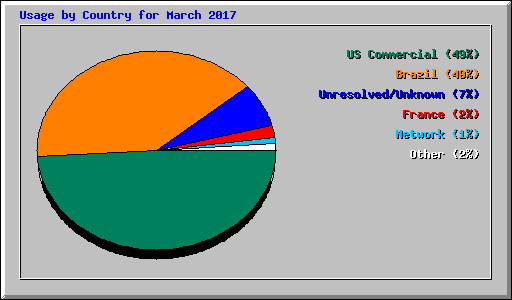 Usage by Country for March 2017
US Commercial (49%)
Brazil (40%)
Unresolved/Unknown (7%)
France (2%)
Network (1%)
Other (2%)